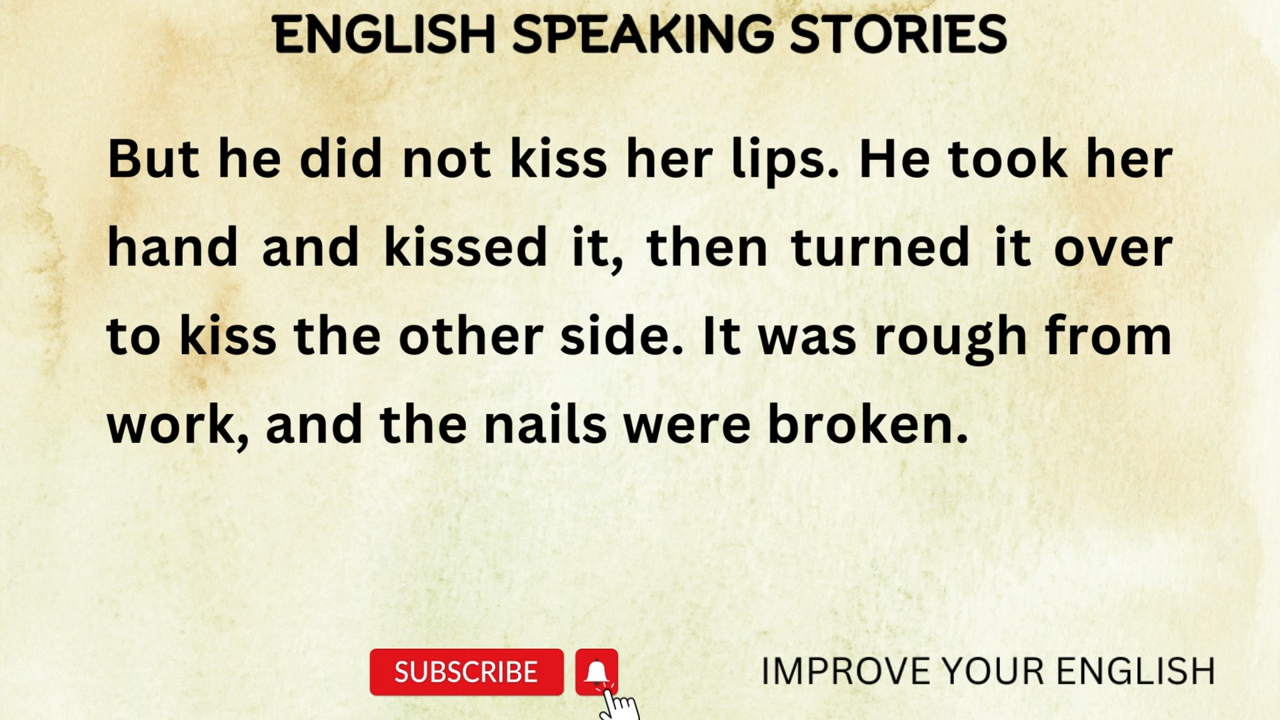 ENGLISH SPEAKING STORIES
But he did not kiss her lips. He took her
hand and kissed it, then turned it over
to kiss the other side. It was rough from
work, and the nails were broken.
SUBSCRIBE
IMPROVE YOUR ENGLISH